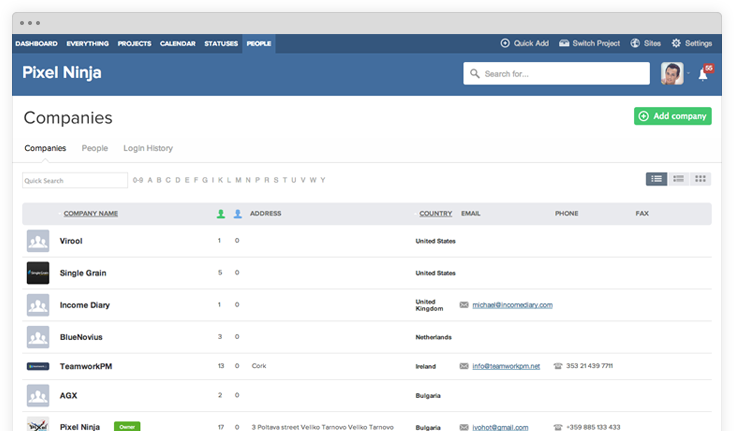 DASHBOARD EVERYTHING PROJECTS CALENDAR STATUSES PEOPLE Quick Add Switch Project Sites Settings
Pixel Ninja Search for... 55
Companies Add company
Companies People Login History
Quick Search 0-9 A B C D E F G I K L M N P R S T U V W Y
COMPANY NAME ADDRESS COUNTRY EMAIL PHONE FAX
Virool 1 0 United States
Single Grain 5 0 United States
Income Diary 1 0 United Kingdom michael@incomediary.com
BlueNovius 3 0 Netherlands
TeamworkPM 13 0 Cork Ireland info@teamworkpm.net 353 21 439 7711
AGX 2 0 Bulgaria
Pixel Ninja Owner 17 0 3 Poltava street Veliko Tarnovo Veliko Tarnovo Bulgaria ivohot@gmail.com +359 885 133 433